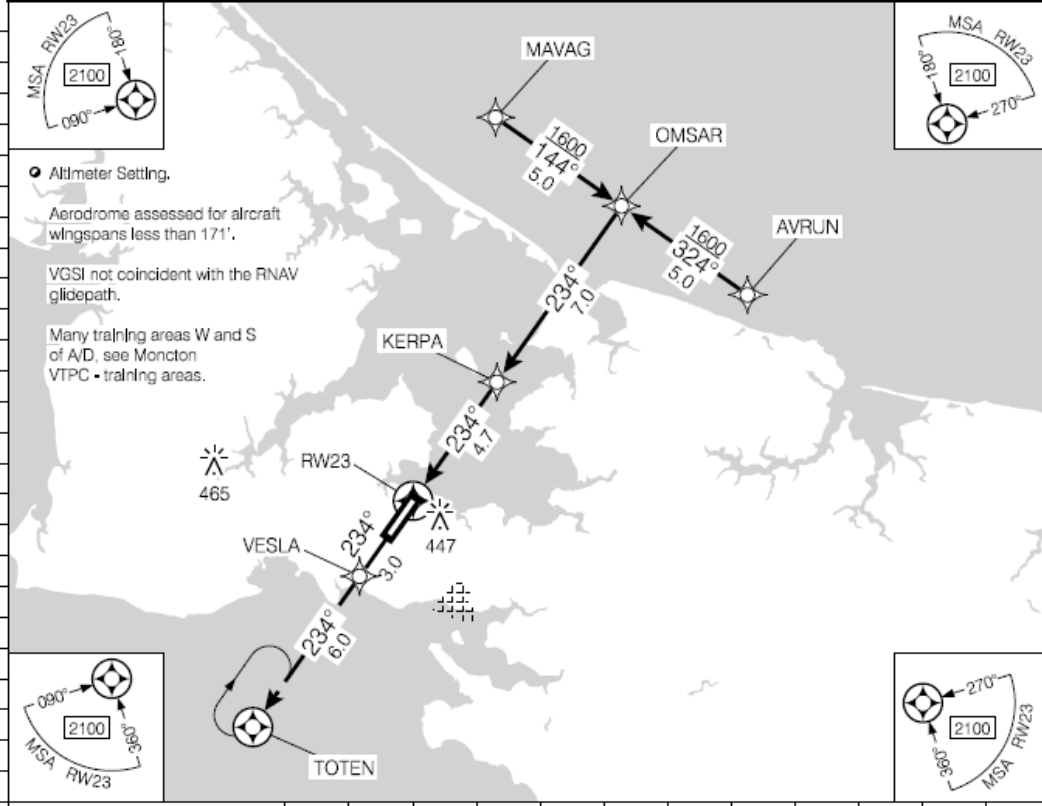 MSA RW23
180°
2100
090°
MSA RW23
180°
2100
270°
MAVAG
1600
144°
5.0
OMSAR
AVRUN
1600
324°
5.0
Altimeter Setting.
Aerodrome assessed for aircraft
wingspans less than 171'.
VGSI not coincident with the RNAV
glidepath.
Many training areas W and S
of A/D, see Moncton
VTPC - training areas.
234°
7.0
KERPA
234°
4.7
RW23
465
447
234°
3.0
VESLA
234°
6.0
TOTEN
090°
2100
360°
MSA RW23
270°
2100
360°
MSA RW23